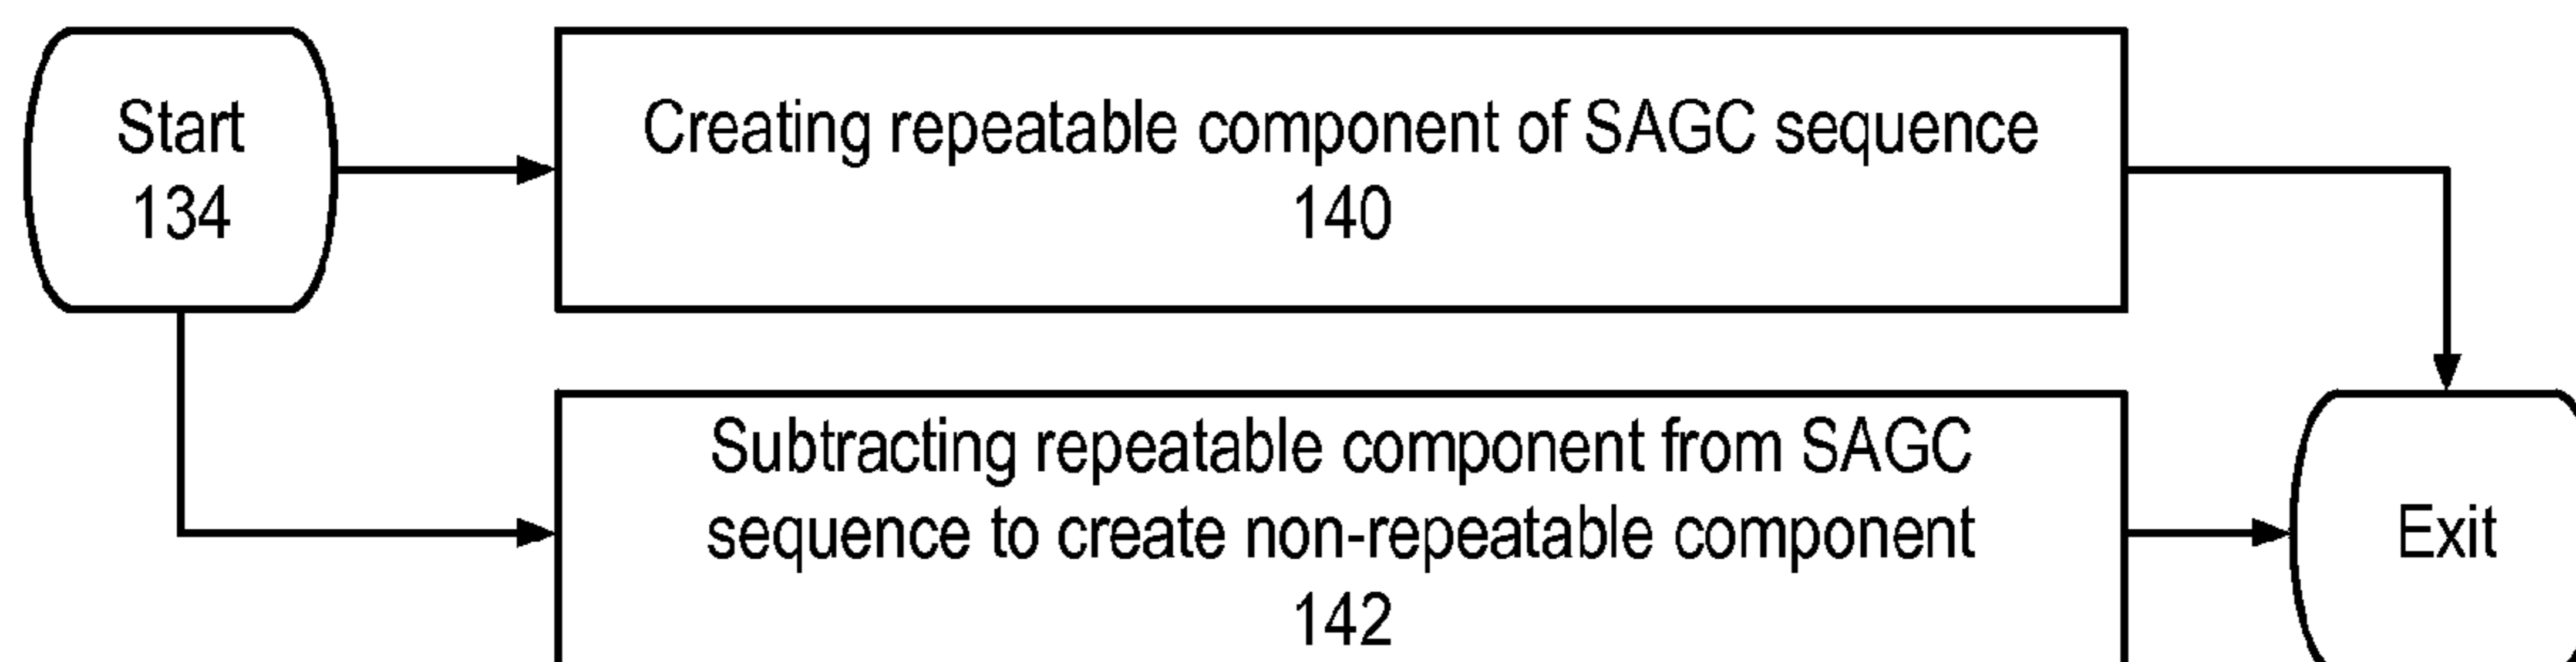 Start
134
Creating repeatable component of SAGC sequence
140
Subtracting repeatable component from SAGC
sequence to create non-repeatable component
142
Exit